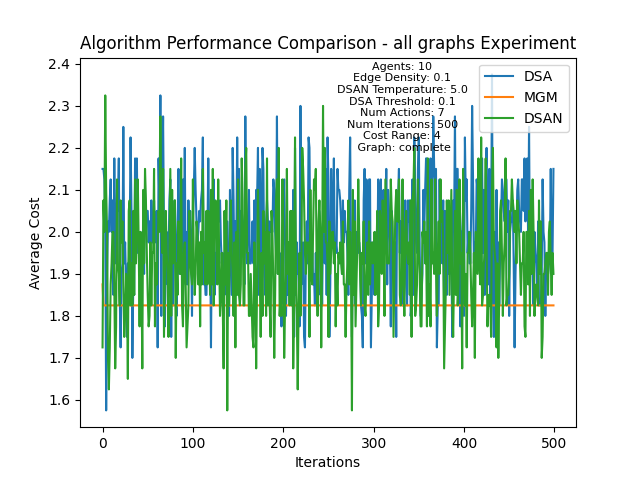 Algorithm Performance Comparison - all graphs Experiment
Agents: 10
Edge Density: 0.1
DSAN Temperature: 5.0
DSA Threshold: 0.1
Num Actions: 7
Num Iterations: 500
Cost Range: 4
Graph: complete
DSA
MGM
DSAN
Average Cost
2.4
2.3
2.2
2.1
2.0
1.9
1.8
1.7
1.6
0
100
200
300
400
500
Iterations